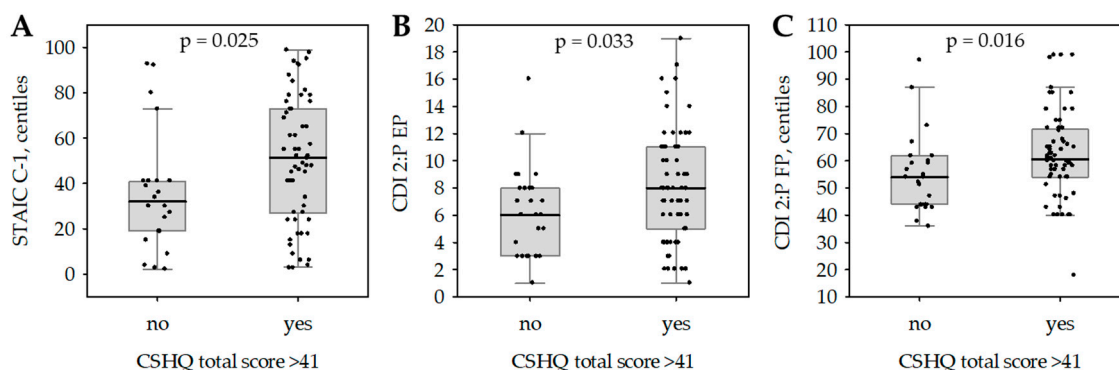 A
p = 0.025
STAIC C-1, centiles
100
80
60
40
20
0
no
yes
CSHQ total score >41
B
p = 0.033
CDI 2:P EP
20
18
16
14
12
10
8
6
4
2
0
no
yes
CSHQ total score >41
C
p = 0.016
CDI 2:P FP, centiles
110
100
90
80
70
60
50
40
30
20
10
no
yes
CSHQ total score >41